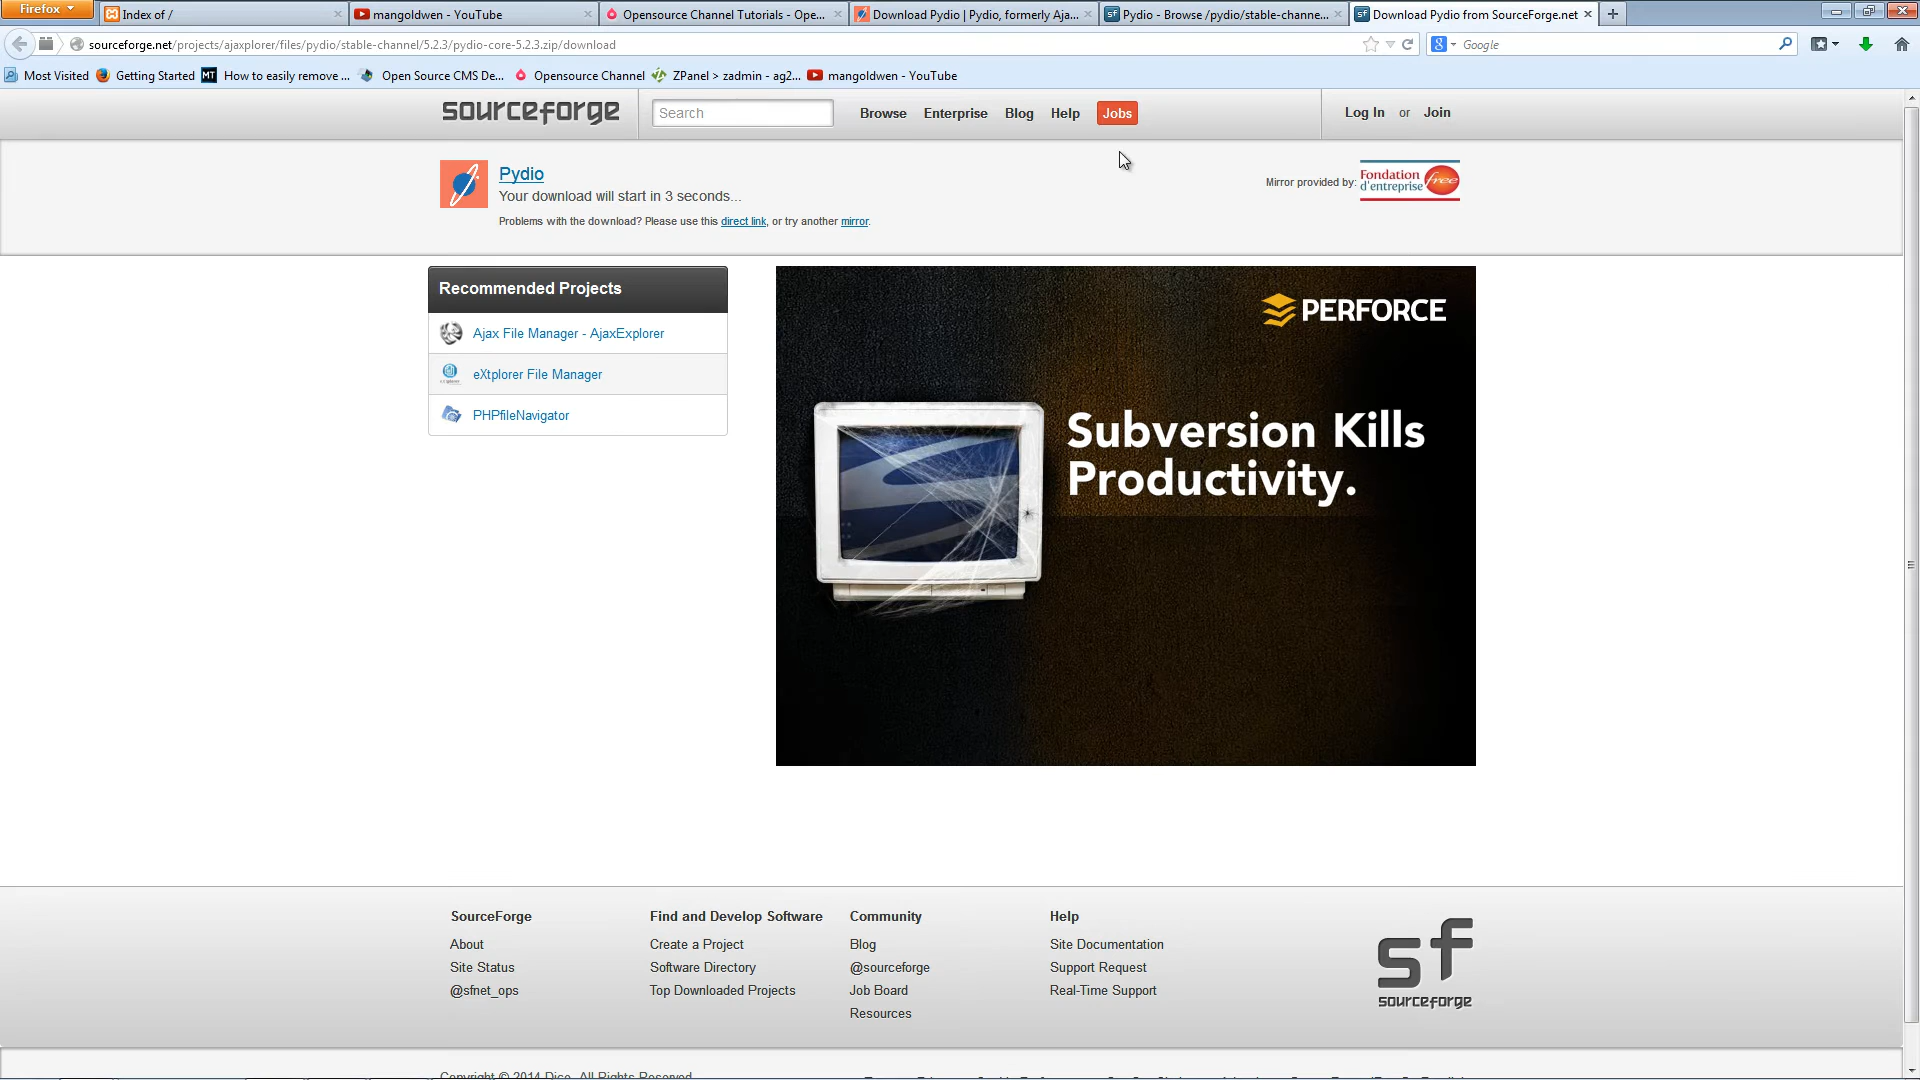 Firefox
Index of /
mangoldwen - YouTube
Opensource Channel Tutorials - Ope...
Download Pydio | Pydio, formerly Aja...
Pydio - Browse /pydio/stable-channe...
Download Pydio from SourceForge.net
sourceforge.net/projects/ajaxplorer/files/pydio/stable-channel/5.2.3/pydio-core-5.2.3.zip/download
Google
Most Visited
Getting Started
MT How to easily remove ...
Open Source CMS De...
Opensource Channel
ZPanel > zadmin - ag2...
mangoldwen - YouTube
sourceforge
Search
Browse Enterprise Blog Help Jobs
Log In or Join
Pydio
Your download will start in 3 seconds...
Problems with the download? Please use this direct link, or try another mirror.
Mirror provided by:
Fondation
d'entreprise free
Recommended Projects
Ajax File Manager - AjaxExplorer
eXtplorer File Manager
PHPfileNavigator
PERFORCE
Subversion Kills
Productivity.
SourceForge
About
Site Status
@sfnet_ops
Find and Develop Software
Create a Project
Software Directory
Top Downloaded Projects
Community
Blog
@sourceforge
Job Board
Resources
Help
Site Documentation
Support Request
Real-Time Support
sf
sourceforge
Copyright © 2014 Dice. All Rights Reserved.